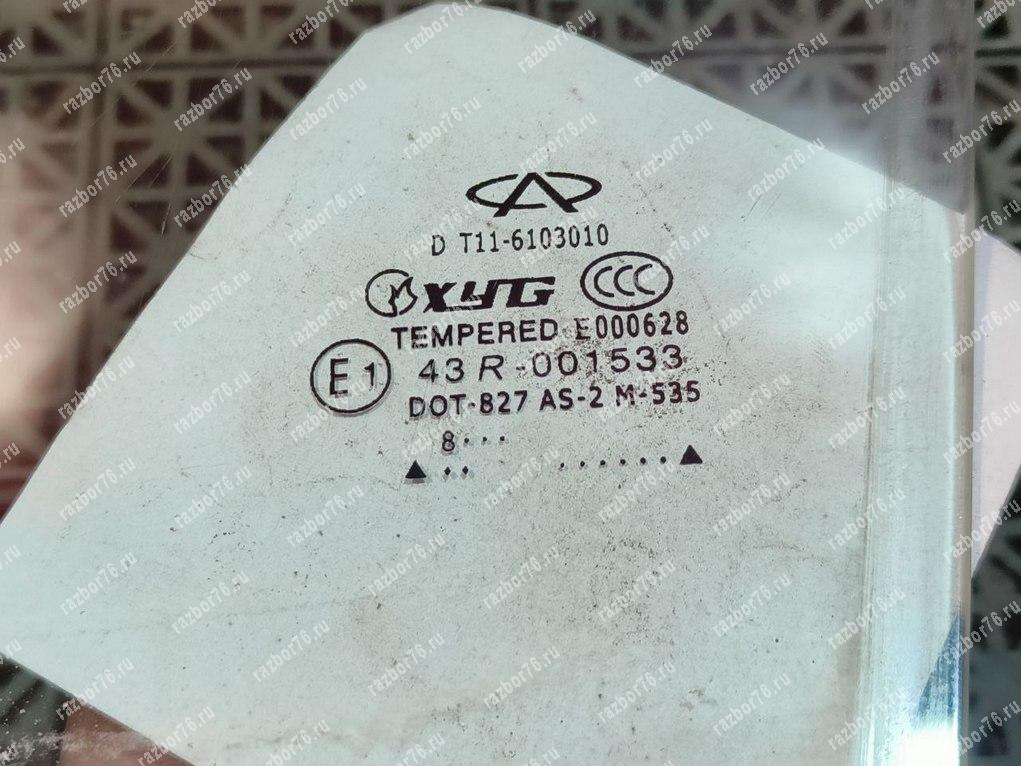 D T11-6103010
XYG CCC
TEMPERED E000628
E1 43R-001533
DOT-827 AS-2 M-535
8...
▲ .. ...... ▲
razbor76.ru